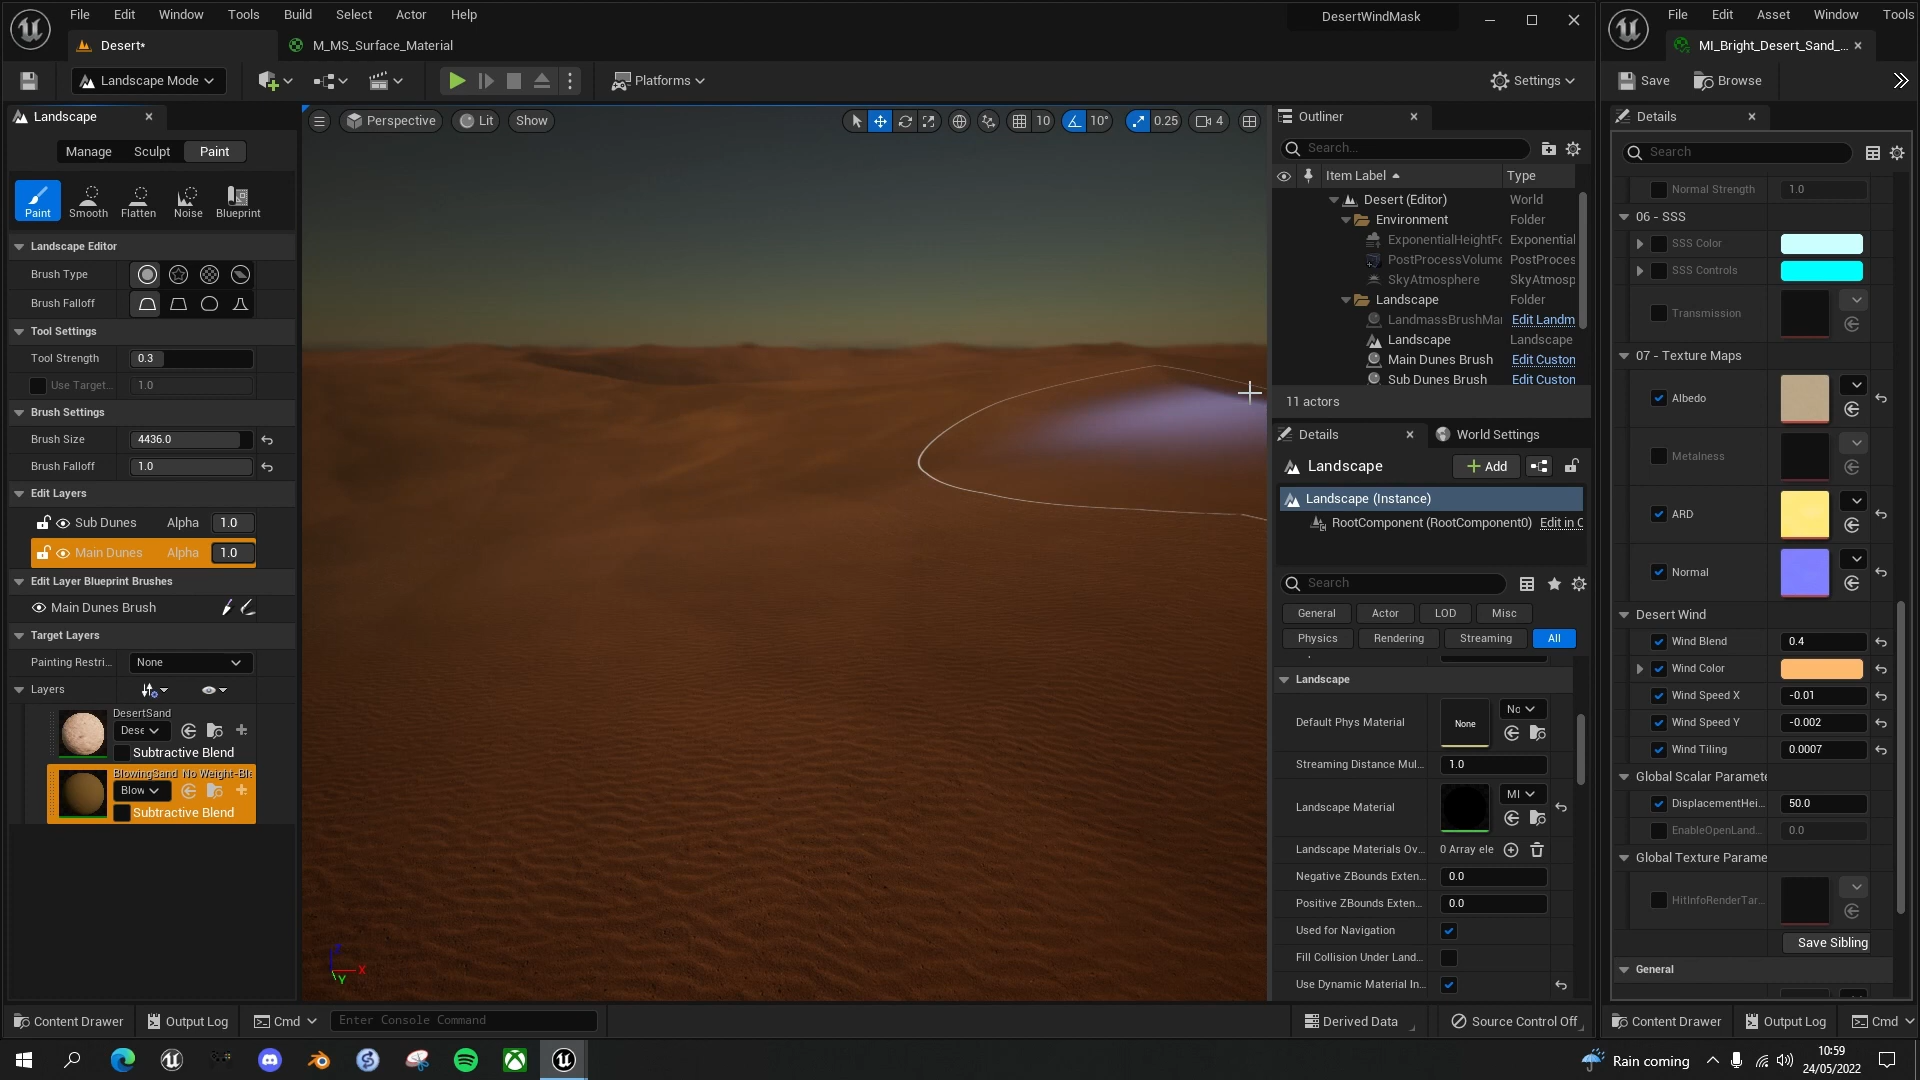 File Edit Window Tools Build Select Actor Help
DesertWindMask
Desert*
M_MS_Surface_Material
Landscape Mode
Platforms
Settings
Landscape
Manage Sculpt Paint
Paint Smooth Flatten Noise Blueprint
Landscape Editor
Brush Type
Brush Falloff
Tool Settings
Tool Strength 0.3
Use Target... 1.0
Brush Settings
Brush Size 4436.0
Brush Falloff 1.0
Edit Layers
Sub Dunes Alpha 1.0
Main Dunes Alpha 1.0
Edit Layer Blueprint Brushes
Main Dunes Brush
Target Layers
Painting Restri... None
Layers
DesertSand
Dese
Subtractive Blend
BlowingSand No Weight-Ble
Blow
Subtractive Blend
Perspective Lit Show
10 10° 0.25 4
X
Y
Outliner
Search...
Item Label Type
Desert (Editor) World
Environment Folder
ExponentialHeightFo Exponential
PostProcessVolume PostProces
SkyAtmosphere SkyAtmosp
Landscape Folder
LandmassBrushMar Edit Landm
Landscape Landscape
Main Dunes Brush Edit Custon
Sub Dunes Brush Edit Custon
11 actors
Details
World Settings
Landscape
Add
Landscape (Instance)
RootComponent (RootComponent0) Edit in C
Search
General Actor LOD Misc
Physics Rendering Streaming All
Landscape
Default Phys Material None No
Streaming Distance Mul... 1.0
Landscape Material MI
Landscape Materials Ov... 0 Array ele
Negative ZBounds Exten... 0.0
Positive ZBounds Exten... 0.0
Used for Navigation
Fill Collision Under Land...
Use Dynamic Material In...
Content Drawer Output Log Cmd Enter Console Command
Derived Data Source Control Off
File Edit Asset Window Tools
MI_Bright_Desert_Sand_...
Save Browse
Details
Search
Normal Strength 1.0
06 - SSS
SSS Color
SSS Controls
Transmission
07 - Texture Maps
Albedo
Metalness
ARD
Normal
Desert Wind
Wind Blend 0.4
Wind Color
Wind Speed X -0.01
Wind Speed Y -0.002
Wind Tiling 0.0007
Global Scalar Paramete
DisplacementHei... 50.0
EnableOpenLand... 0.0
Global Texture Parame
HitInfoRenderTar...
Save Sibling
General
Content Drawer Output Log Cmd
Rain coming
10:59
24/05/2022